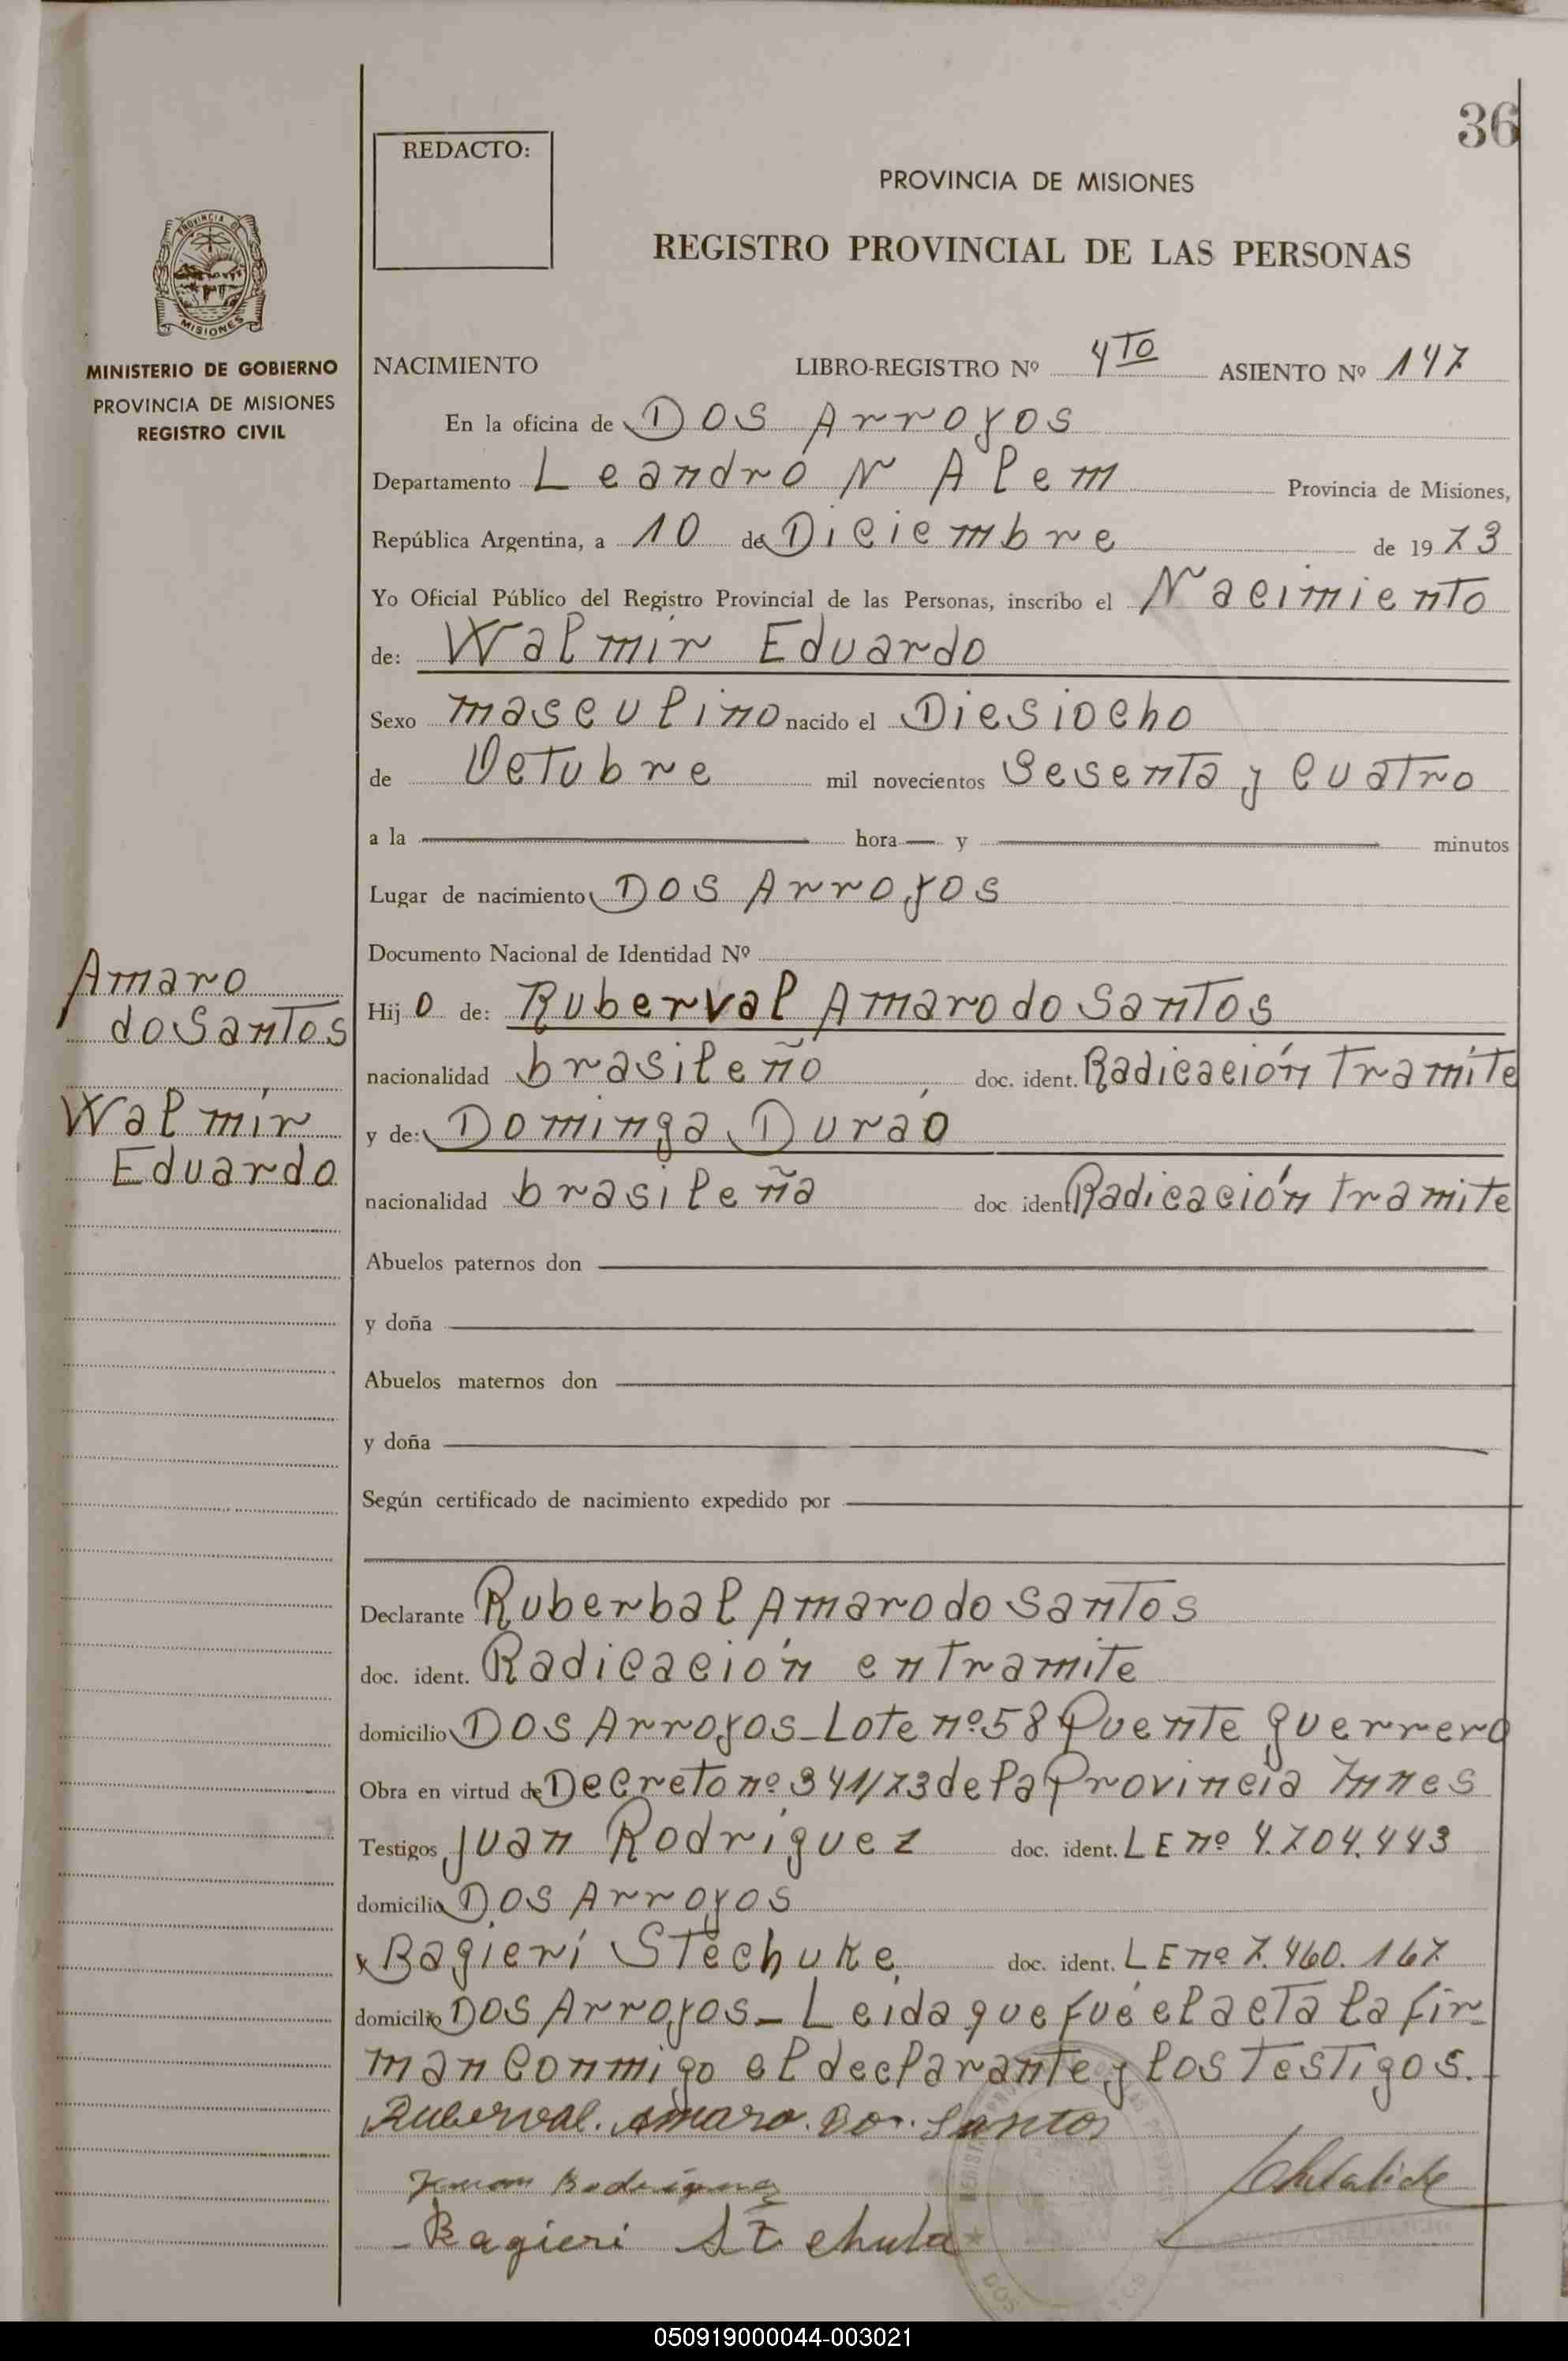 36
REDACTO:
PROVINCIA DE MISIONES
REGISTRO PROVINCIAL DE LAS PERSONAS
PROVINCIA DE
MISIONES
MINISTERIO DE GOBIERNO
PROVINCIA DE MISIONES
REGISTRO CIVIL
NACIMIENTO LIBRO-REGISTRO Nº 4TO ASIENTO Nº 147
En la oficina de Dos Arroyos
Departamento Leandro N Alem Provincia de Misiones,
República Argentina, a 10 de Diciembre de 1973
Yo Oficial Público del Registro Provincial de las Personas, inscribo el Nacimiento
de: Walmir Eduardo
Sexo masculino nacido el Diesiocho
de Octubre mil novecientos Sesenta y cuatro
a la hora y minutos
Lugar de nacimiento Dos Arroyos
Documento Nacional de Identidad Nº
Amaro
do Santos
Walmir
Eduardo
Hijo de: Ruberval Amaro do Santos
nacionalidad brasileño doc. ident. Radicación tramite
y de: Dominga Durao
nacionalidad brasileña doc. ident Radicación tramite
Abuelos paternos don
y doña
Abuelos maternos don
y doña
Según certificado de nacimiento expedido por
Declarante Ruberbal Amaro do Santos
doc. ident. Radicación en tramite
domicilio Dos Arroyos - Lote nº 58 Puente guerrero
Obra en virtud de Decreto nº 341/73 de la Provincia
Testigos Juan Rodriguez doc. ident. LE nº 4.704.443
domicilio Dos Arroyos
y Bagieri Stechuke doc. ident. LE nº 7.460.167
domicilio Dos Arroyos - Leida que fué el acta la fir-
man conmigo el declarante y los testigos.
Ruberval. Amaro. Do. Santos
Juan Rodriguez
Bagieri
050919000044-003021